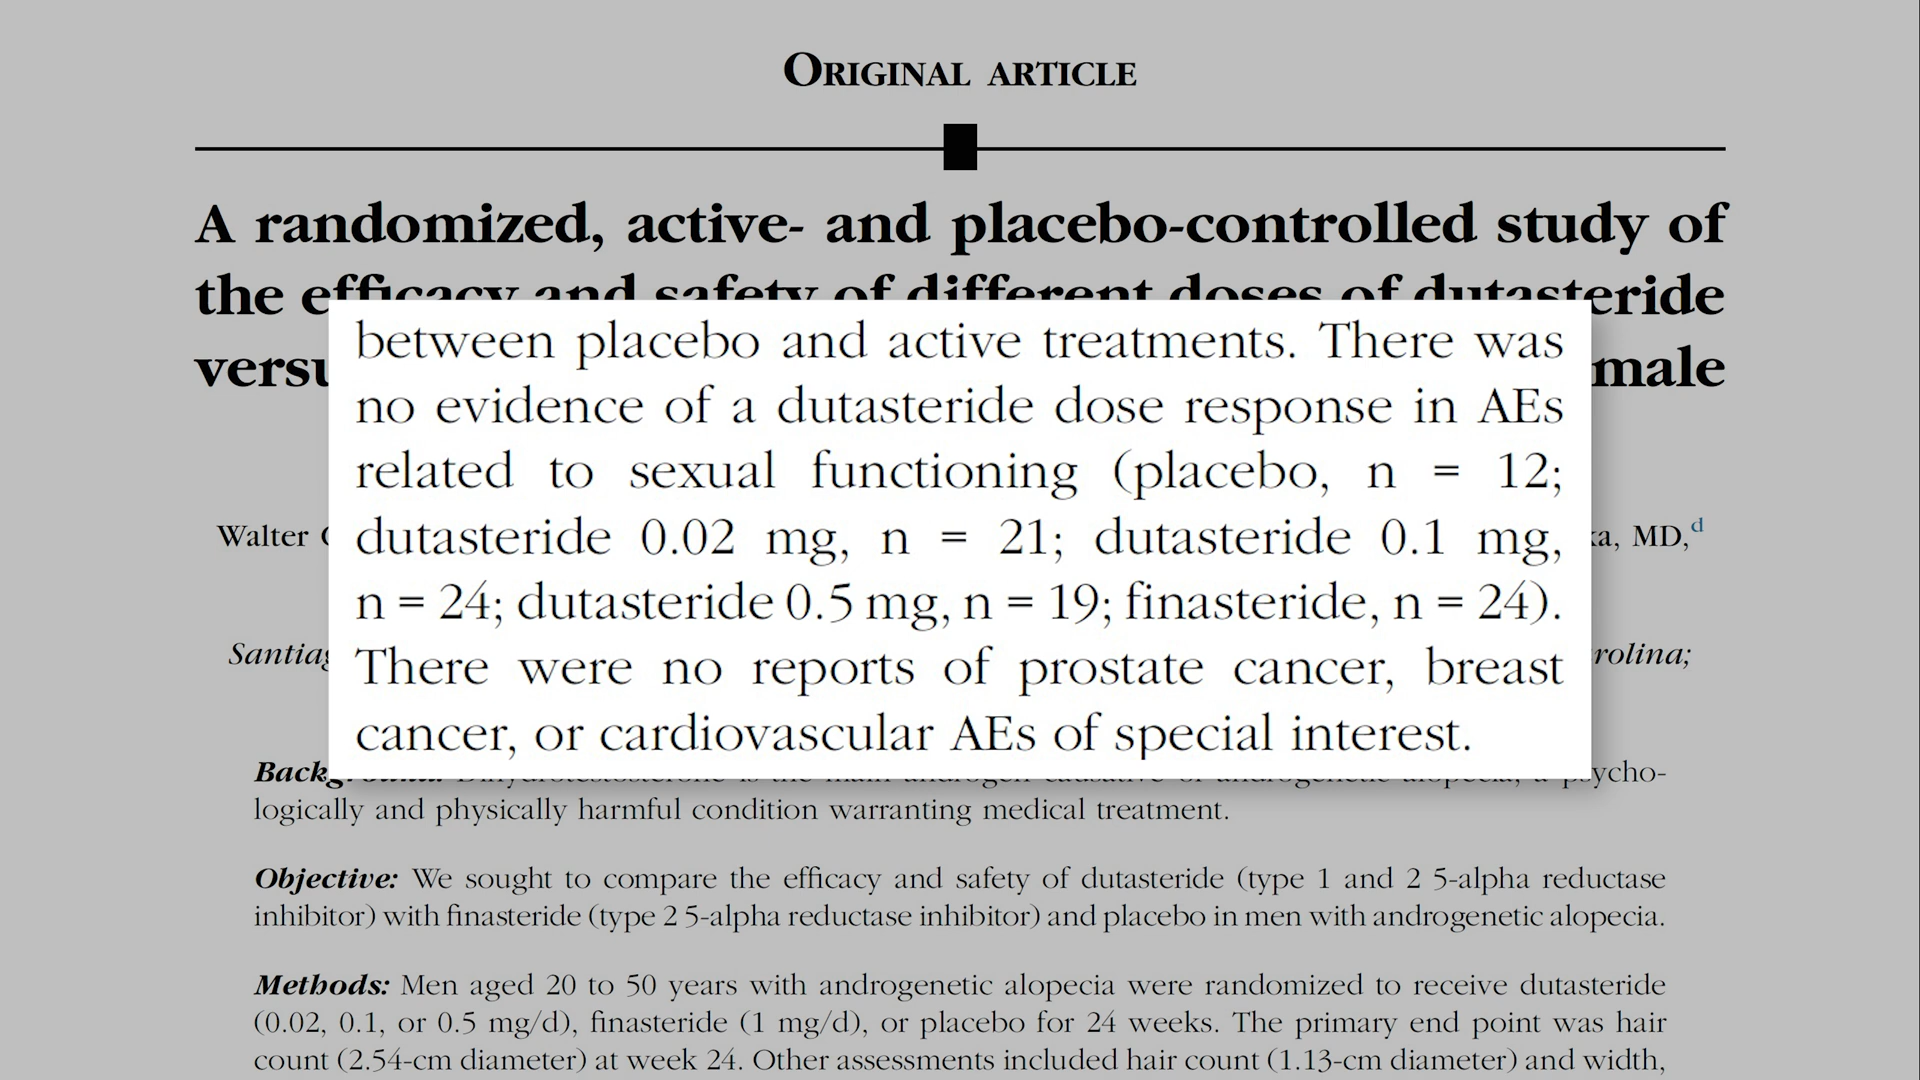 ORIGINAL ARTICLE
A randomized, active- and placebo-controlled study of
the efficacy and safety of different doses of dutasteride
male
between placebo and active treatments. There was
no evidence of a dutasteride dose response in AEs
related to sexual functioning (placebo, n = 12;
dutasteride 0.02 mg, n = 21; dutasteride 0.1 mg,
n = 24; dutasteride 0.5 mg, n = 19; finasteride, n = 24).
There were no reports of prostate cancer, breast
cancer, or cardiovascular AEs of special interest.
Walter
MD,d
logically and physically harmful condition warranting medical treatment.
Objective: We sought to compare the efficacy and safety of dutasteride (type 1 and 2 5-alpha reductase
inhibitor) with finasteride (type 2 5-alpha reductase inhibitor) and placebo in men with androgenetic alopecia.
Methods: Men aged 20 to 50 years with androgenetic alopecia were randomized to receive dutasteride
(0.02, 0.1, or 0.5 mg/d), finasteride (1 mg/d), or placebo for 24 weeks. The primary end point was hair
count (2.54-cm diameter) at week 24. Other assessments included hair count (1.13-cm diameter) and width,